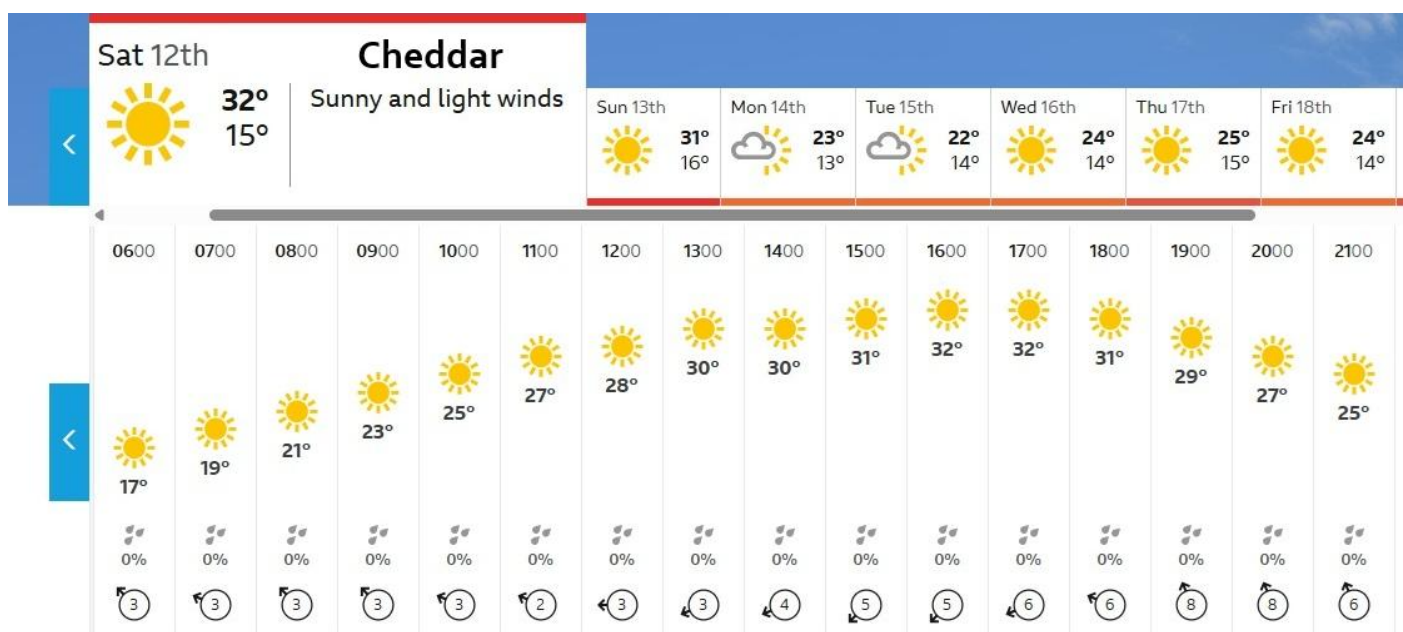 Sat 12th
Cheddar
32°
15°
Sunny and light winds
Sun 13th
31°
16°
Mon 14th
23°
13°
Tue 15th
22°
14°
Wed 16th
24°
14°
Thu 17th
25°
15°
Fri 18th
24°
14°
0600 0700 0800 0900 1000 1100 1200 1300 1400 1500 1600 1700 1800 1900 2000 2100
17° 19° 21° 23° 25° 27° 28° 30° 30° 31° 32° 32° 31° 29° 27° 25°
0% 0% 0% 0% 0% 0% 0% 0% 0% 0% 0% 0% 0% 0% 0% 0%
3 3 3 3 3 2 3 3 4 5 5 6 6 8 8 6